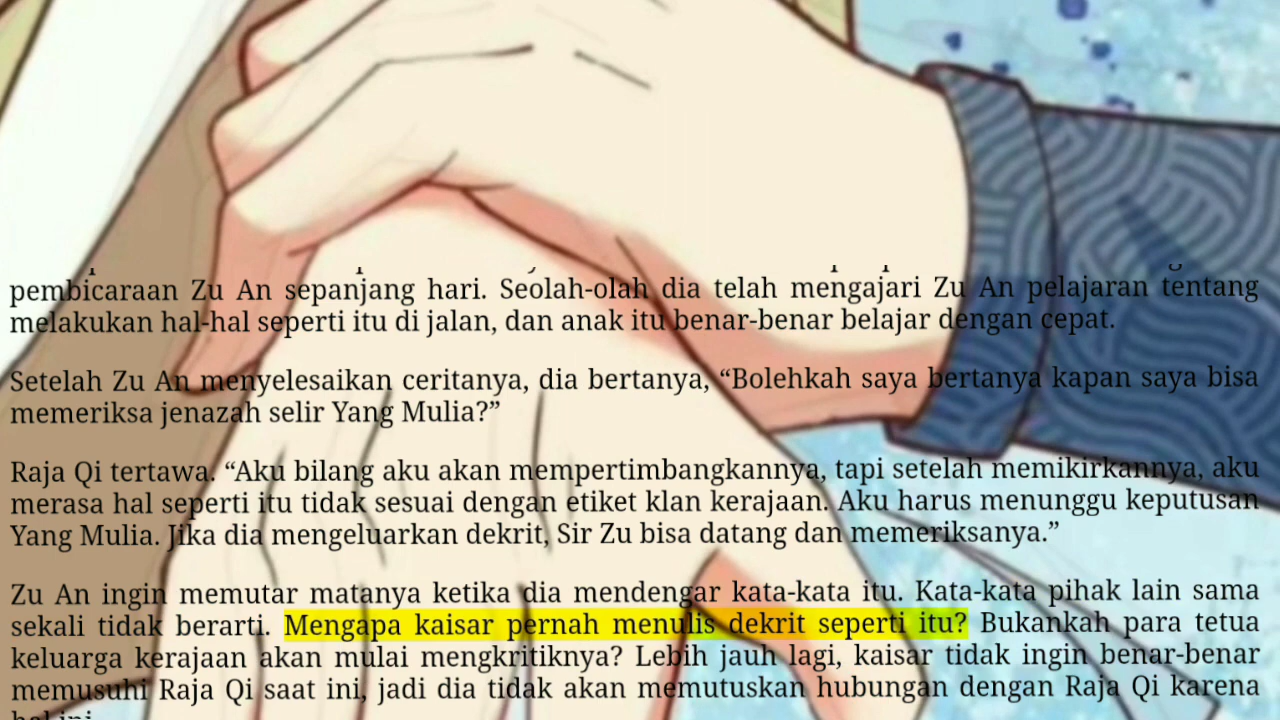 pembicaraan Zu An sepanjang hari. Seolah-olah dia telah mengajari Zu An pelajaran tentang
melakukan hal-hal seperti itu di jalan, dan anak itu benar-benar belajar dengan cepat.
Setelah Zu An menyelesaikan ceritanya, dia bertanya, “Bolehkah saya bertanya kapan saya bisa
memeriksa jenazah selir Yang Mulia?”
Raja Qi tertawa. “Aku bilang aku akan mempertimbangkannya, tapi setelah memikirkannya, aku
merasa hal seperti itu tidak sesuai dengan etiket klan kerajaan. Aku harus menunggu keputusan
Yang Mulia. Jika dia mengeluarkan dekrit, Sir Zu bisa datang dan memeriksanya.”
Zu An ingin memutar matanya ketika dia mendengar kata-kata itu. Kata-kata pihak lain sama
sekali tidak berarti. Mengapa kaisar pernah menulis dekrit seperti itu? Bukankah para tetua
keluarga kerajaan akan mulai mengkritiknya? Lebih jauh lagi, kaisar tidak ingin benar-benar
memusuhi Raja Qi saat ini, jadi dia tidak akan memutuskan hubungan dengan Raja Qi karena
hal ini.